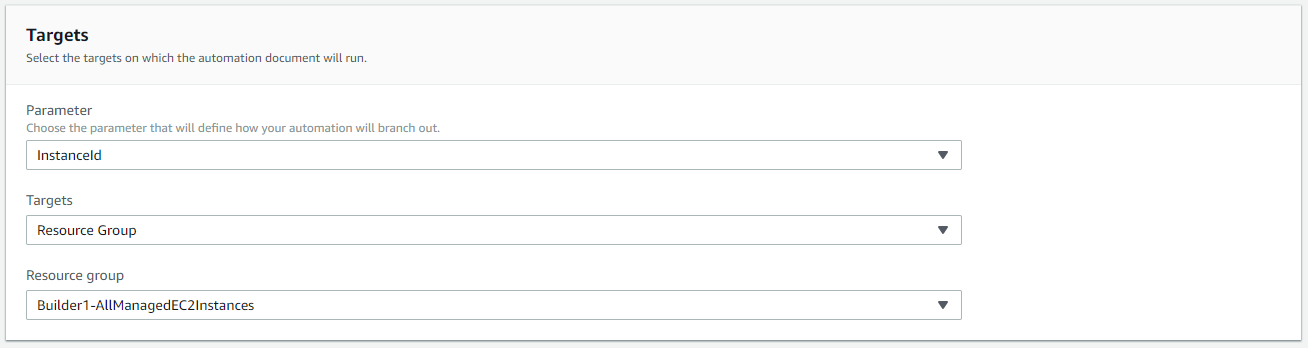 Targets
Select the targets on which the automation document will run.
Parameter
Choose the parameter that will define how your automation will branch out.
InstanceId
Targets
Resource Group
Resource group
Builder1-AllManagedEC2Instances